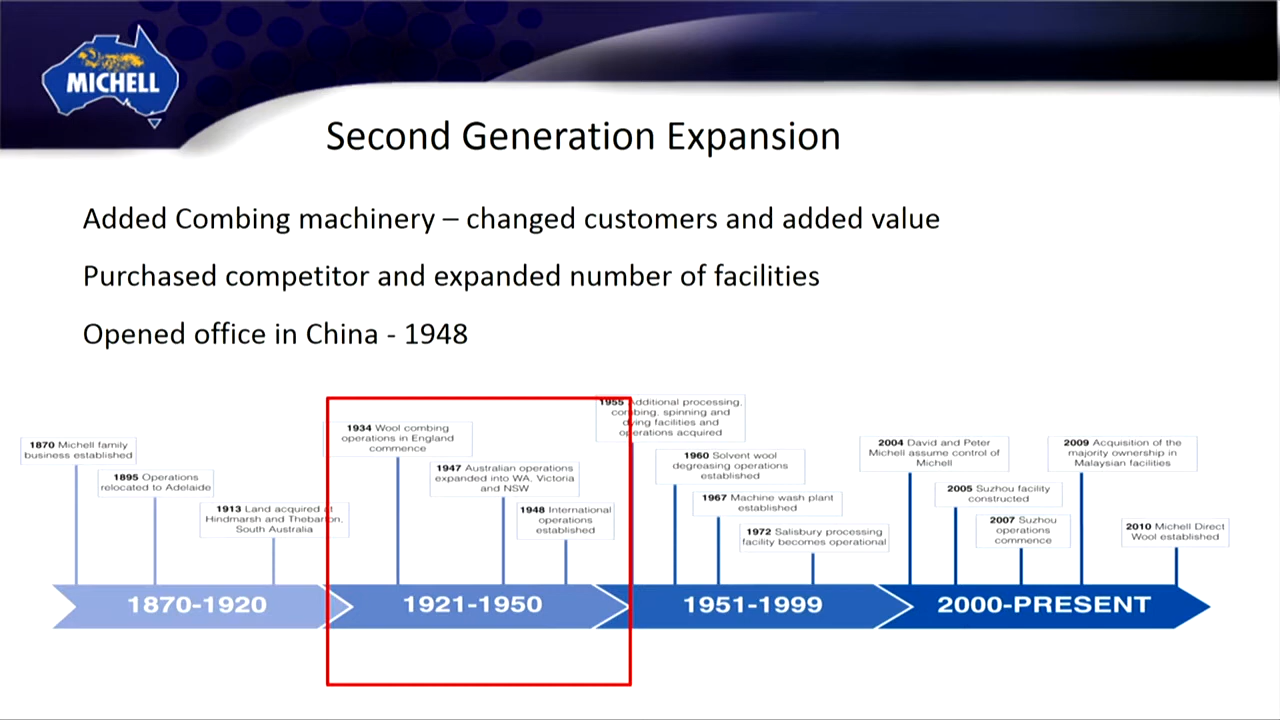 MICHELL
Second Generation Expansion
Added Combing machinery – changed customers and added value
Purchased competitor and expanded number of facilities
Opened office in China - 1948
1870 Michell family
business established
1895 Operations
relocated to Adelaide
1913 Land acquired at
Hindmarsh and Thebarton,
South Australia
1934 Wool combing
operations in England
commence
1947 Australian operations
expanded into WA, Victoria
and NSW
1948 International
operations
established
1955 Additional processing,
combing, spinning and
dying facilities and
operations acquired
1960 Solvent wool
degreasing operations
established
1967 Machine wash plant
established
1972 Salisbury processing
facility becomes operational
2004 David and Peter
Michell assume control of
Michell
2005 Suzhou facility
constructed
2007 Suzhou
operations
commence
2009 Acquisition of the
majority ownership in
Malaysian facilities
2010 Michell Direct
Wool established
1870-1920
1921-1950
1951-1999
2000-PRESENT